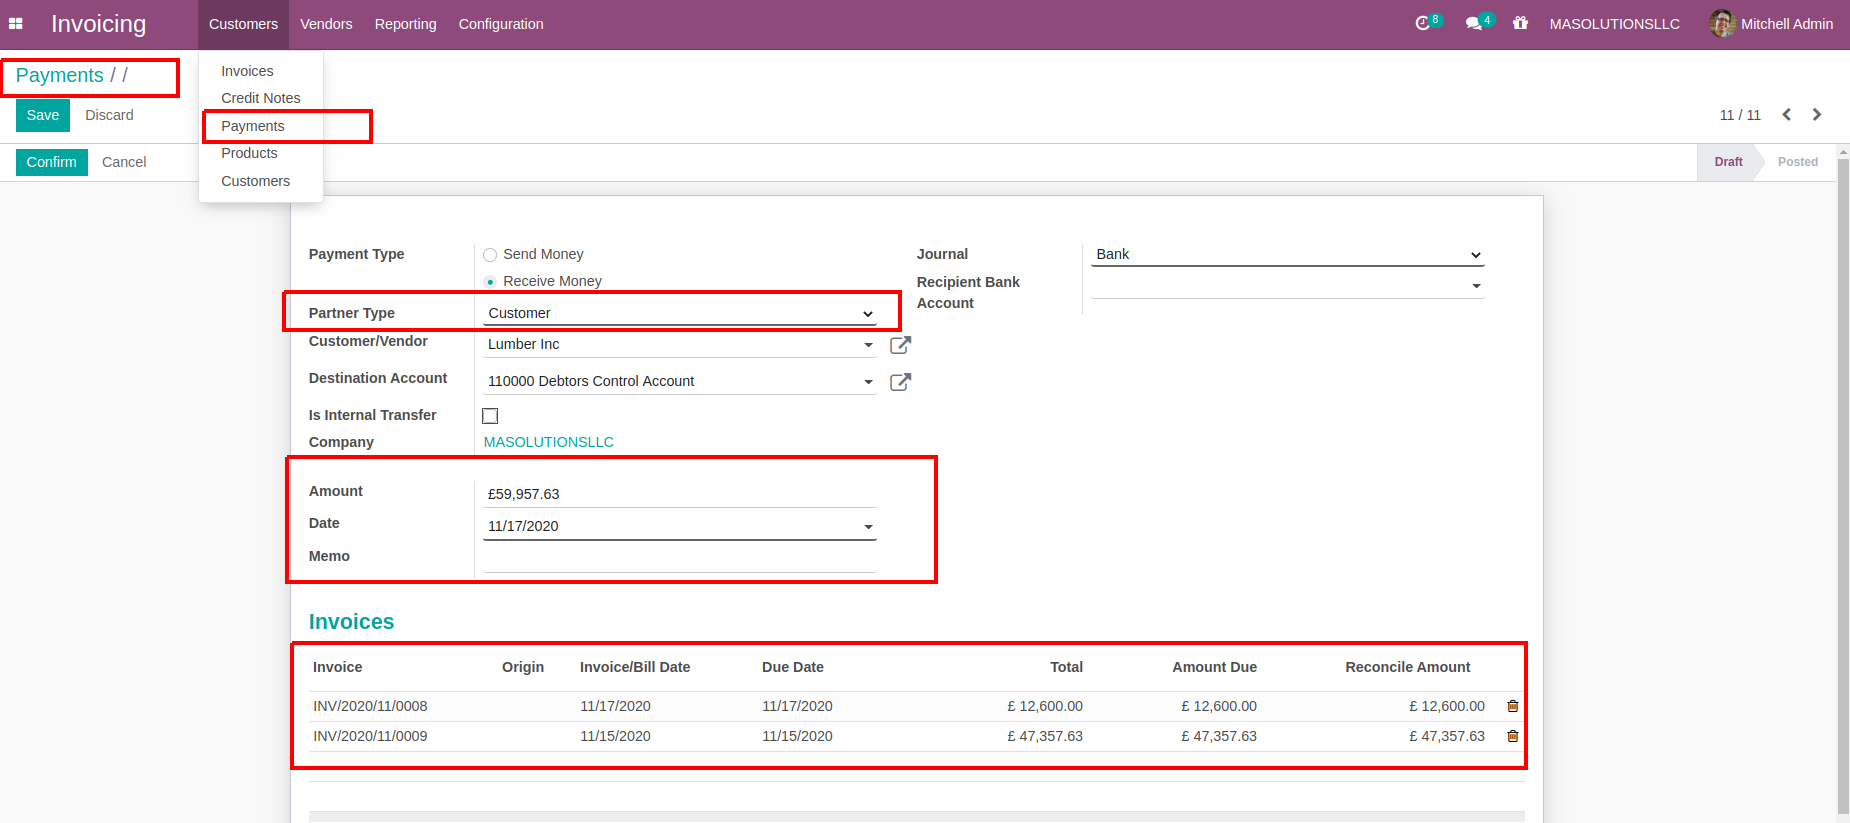 Invoicing Customers Vendors Reporting Configuration 8 4 MASOLUTIONSLLC Mitchell Admin
Payments / /
Invoices
Credit Notes
Payments
Products
Customers
Save Discard
11 / 11
Confirm Cancel
Draft Posted
Payment Type
Send Money
Receive Money
Journal
Bank
Recipient Bank
Account
Partner Type
Customer
Customer/Vendor
Lumber Inc
Destination Account
110000 Debtors Control Account
Is Internal Transfer
Company
MASOLUTIONSLLC
Amount
£59,957.63
Date
11/17/2020
Memo
Invoices
Invoice Origin Invoice/Bill Date Due Date Total Amount Due Reconcile Amount
INV/2020/11/0008 11/17/2020 11/17/2020 £ 12,600.00 £ 12,600.00 £ 12,600.00
INV/2020/11/0009 11/15/2020 11/15/2020 £ 47,357.63 £ 47,357.63 £ 47,357.63